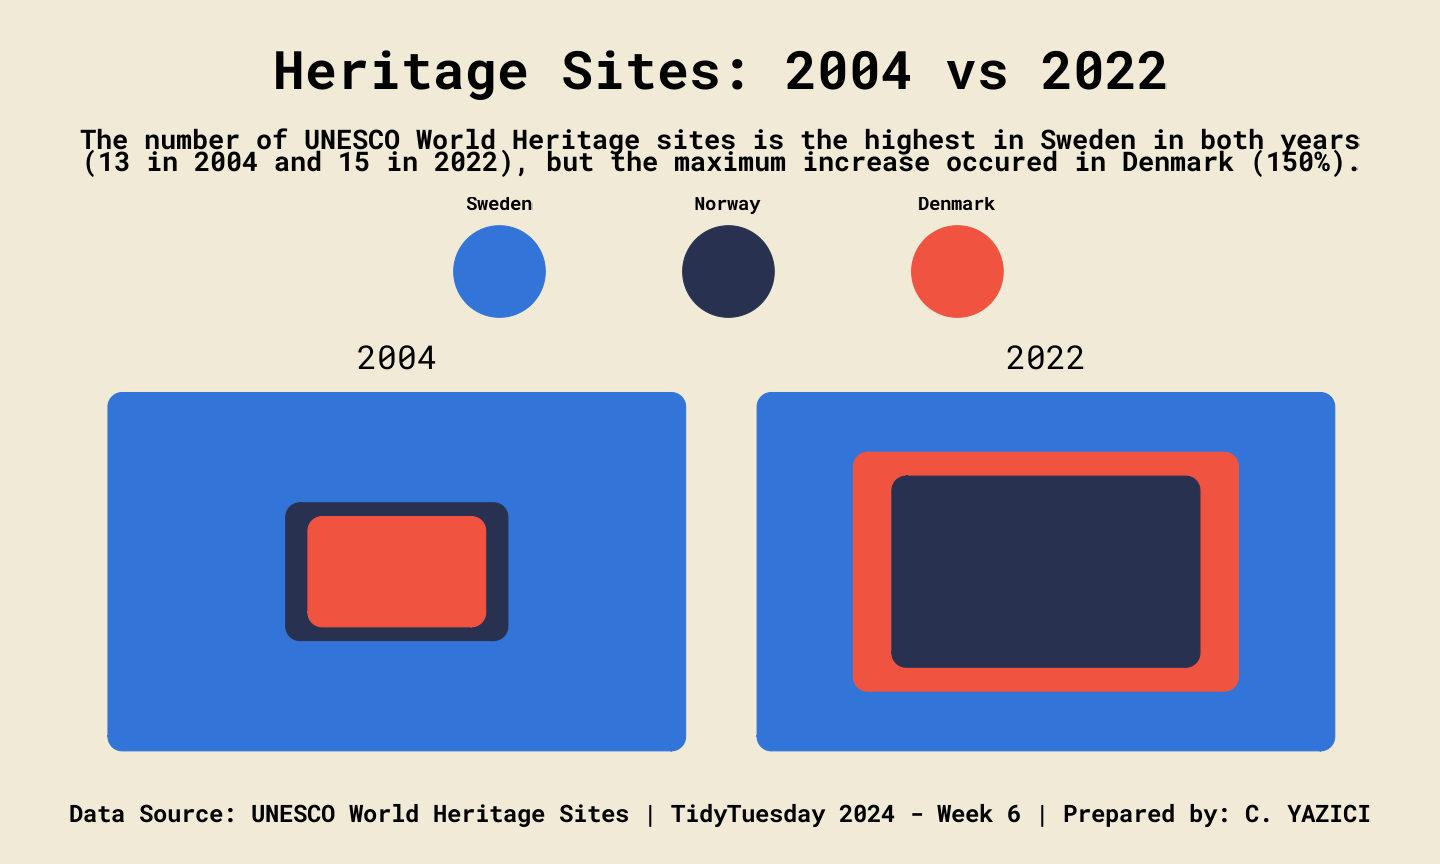 Heritage Sites: 2004 vs 2022
The number of UNESCO World Heritage sites is the highest in Sweden in both years
(13 in 2004 and 15 in 2022), but the maximum increase occured in Denmark (150%).
Sweden Norway Denmark
2004 2022
Data Source: UNESCO World Heritage Sites | TidyTuesday 2024 - Week 6 | Prepared by: C. YAZICI